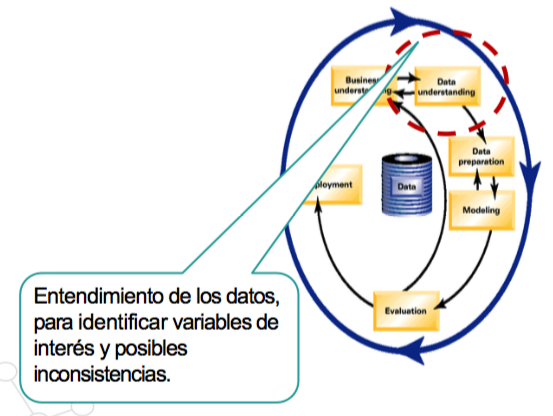 Business
understanding
Data
understanding
Data
preparation
Modeling
Data
ployment
Evaluation
Entendimiento de los datos,
para identificar variables de
interés y posibles
inconsistencias.